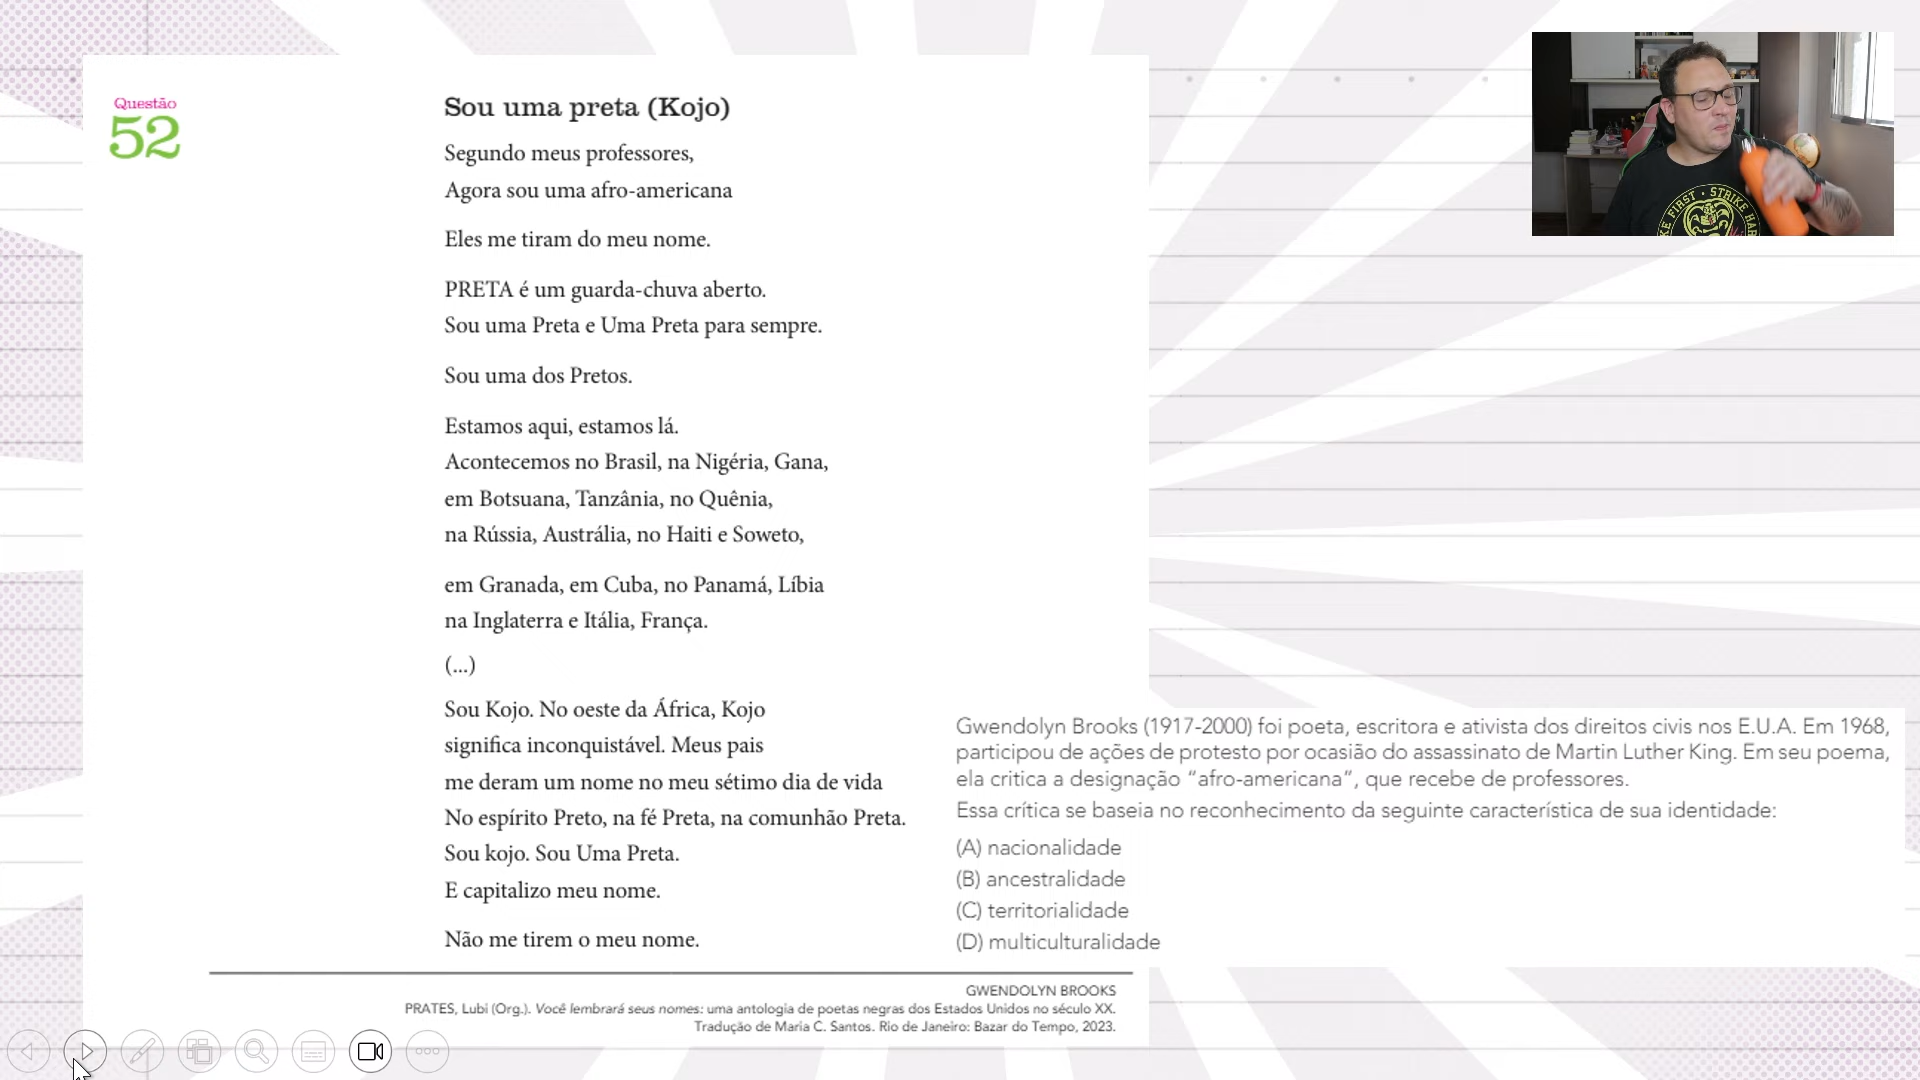 Questão
52
Sou uma preta (Kojo)
Segundo meus professores,
Agora sou uma afro-americana
Eles me tiram do meu nome.
PRETA é um guarda-chuva aberto.
Sou uma Preta e Uma Preta para sempre.
Sou uma dos Pretos.
Estamos aqui, estamos lá.
Acontecemos no Brasil, na Nigéria, Gana,
em Botsuana, Tanzânia, no Quênia,
na Rússia, Austrália, no Haiti e Soweto,
em Granada, em Cuba, no Panamá, Líbia
na Inglaterra e Itália, França.
(...)
Sou Kojo. No oeste da África, Kojo
significa inconquistável. Meus pais
me deram um nome no meu sétimo dia de vida
No espírito Preto, na fé Preta, na comunhão Preta.
Sou kojo. Sou Uma Preta.
E capitalizo meu nome.
Não me tirem o meu nome.
GWENDOLYN BROOKS
PRATES, Lubi (Org.). Você lembrará seus nomes: uma antologia de poetas negras dos Estados Unidos no século XX.
Tradução de Maria C. Santos. Rio de Janeiro: Bazar do Tempo, 2023.
Gwendolyn Brooks (1917-2000) foi poeta, escritora e ativista dos direitos civis nos E.U.A. Em 1968,
participou de ações de protesto por ocasião do assassinato de Martin Luther King. Em seu poema,
ela critica a designação “afro-americana”, que recebe de professores.
Essa crítica se baseia no reconhecimento da seguinte característica de sua identidade:
(A) nacionalidade
(B) ancestralidade
(C) territorialidade
(D) multiculturalidade
KE FIRST • STRIKE HAR